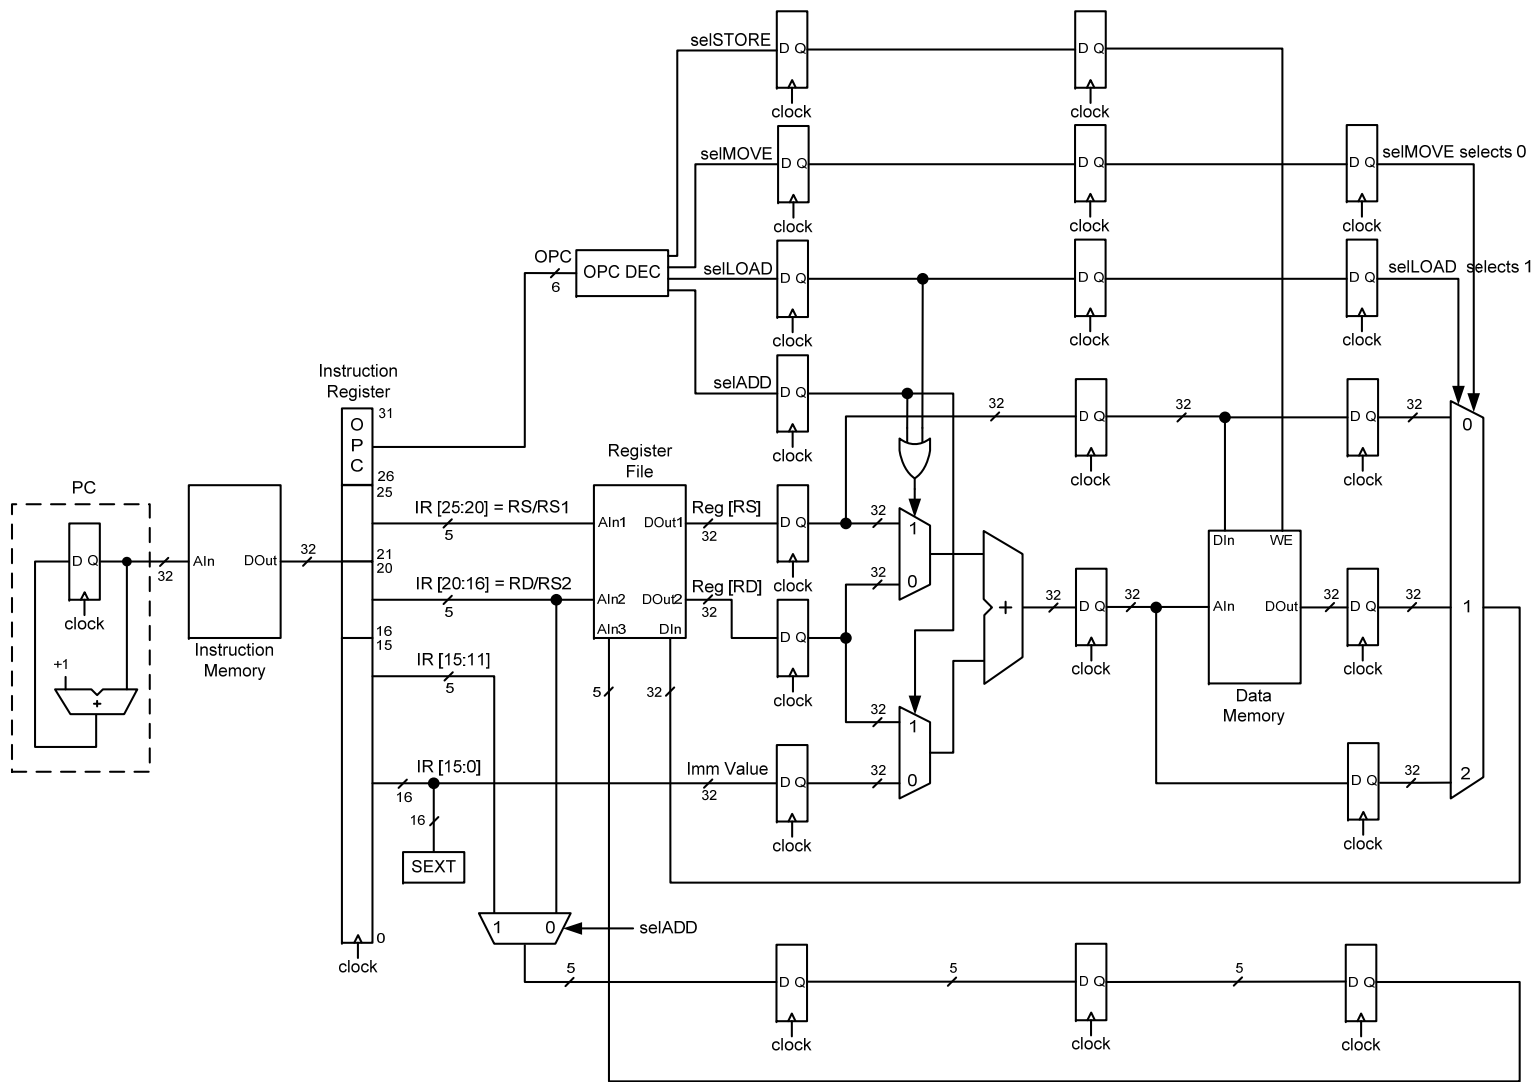 selSTORE
D Q
clock
D Q
clock
selMOVE
D Q
clock
D Q
clock
D Q
clock
selMOVE selects 0
OPC
6
OPC DEC
selLOAD
D Q
clock
D Q
clock
D Q
clock
selLOAD selects 1
selADD
D Q
clock
Instruction
Register
31
O
P
C
26
25
21
20
16
15
0
clock
PC
D Q
clock
+1
+
32
AIn
DOut
Instruction
Memory
32
IR [25:20] = RS/RS1
5
IR [20:16] = RD/RS2
5
IR [15:11]
5
IR [15:0]
16
16
SEXT
Register
File
AIn1
DOut1
AIn2
DOut2
AIn3
DIn
5
32
Reg [RS]
32
Reg [RD]
32
Imm Value
32
D Q
clock
D Q
clock
D Q
clock
32
1
32
0
32
1
32
0
+
32
D Q
clock
32
32
D Q
clock
32
D Q
clock
32
DIn
WE
AIn
DOut
Data
Memory
32
D Q
clock
32
D Q
clock
32
0
1
2
1
0
selADD
5
D Q
clock
5
D Q
clock
5
D Q
clock